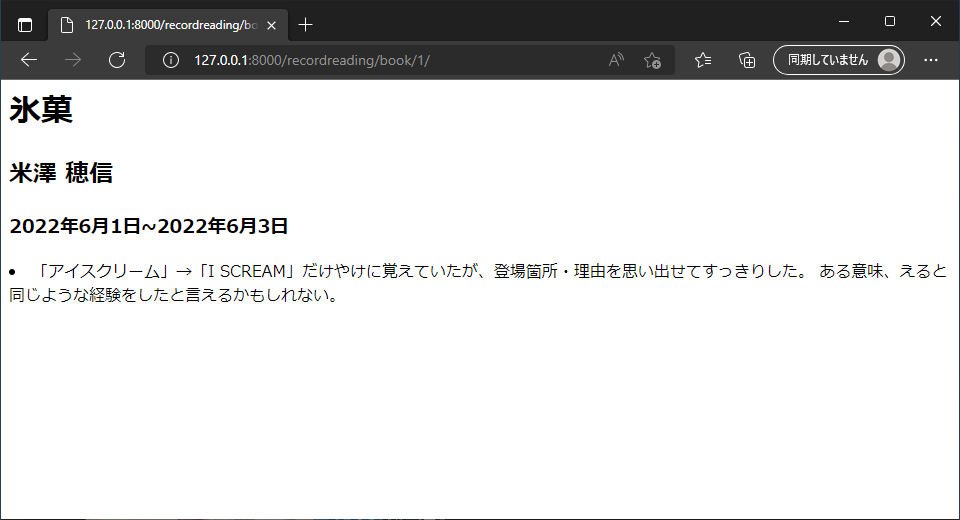 127.0.0.1:8000/recordreading/bo
127.0.0.1:8000/recordreading/book/1/
同期していません
氷菓
米澤 穂信
2022年6月1日~2022年6月3日
• 「アイスクリーム」→「I SCREAM」だけやけに覚えていたが、登場箇所・理由を思い出せてすっきりした。 ある意味、えると
同じような経験をしたと言えるかもしれない。